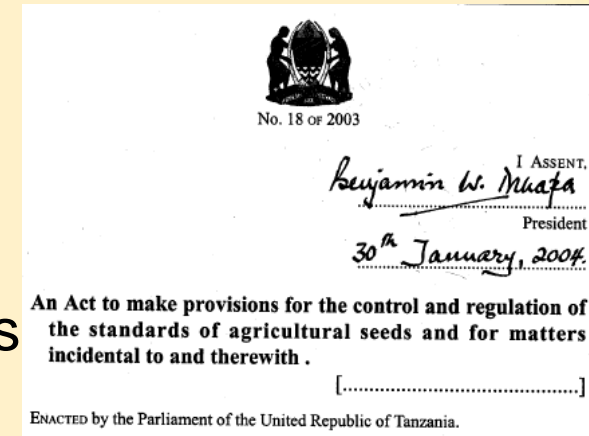 No. 18 OF 2003
I ASSENT,
Benjamin W. Mkapa
President
30th January, 2004.
An Act to make provisions for the control and regulation of
s the standards of agricultural seeds and for matters
incidental to and therewith .
[............................................]
ENACTED by the Parliament of the United Republic of Tanzania.